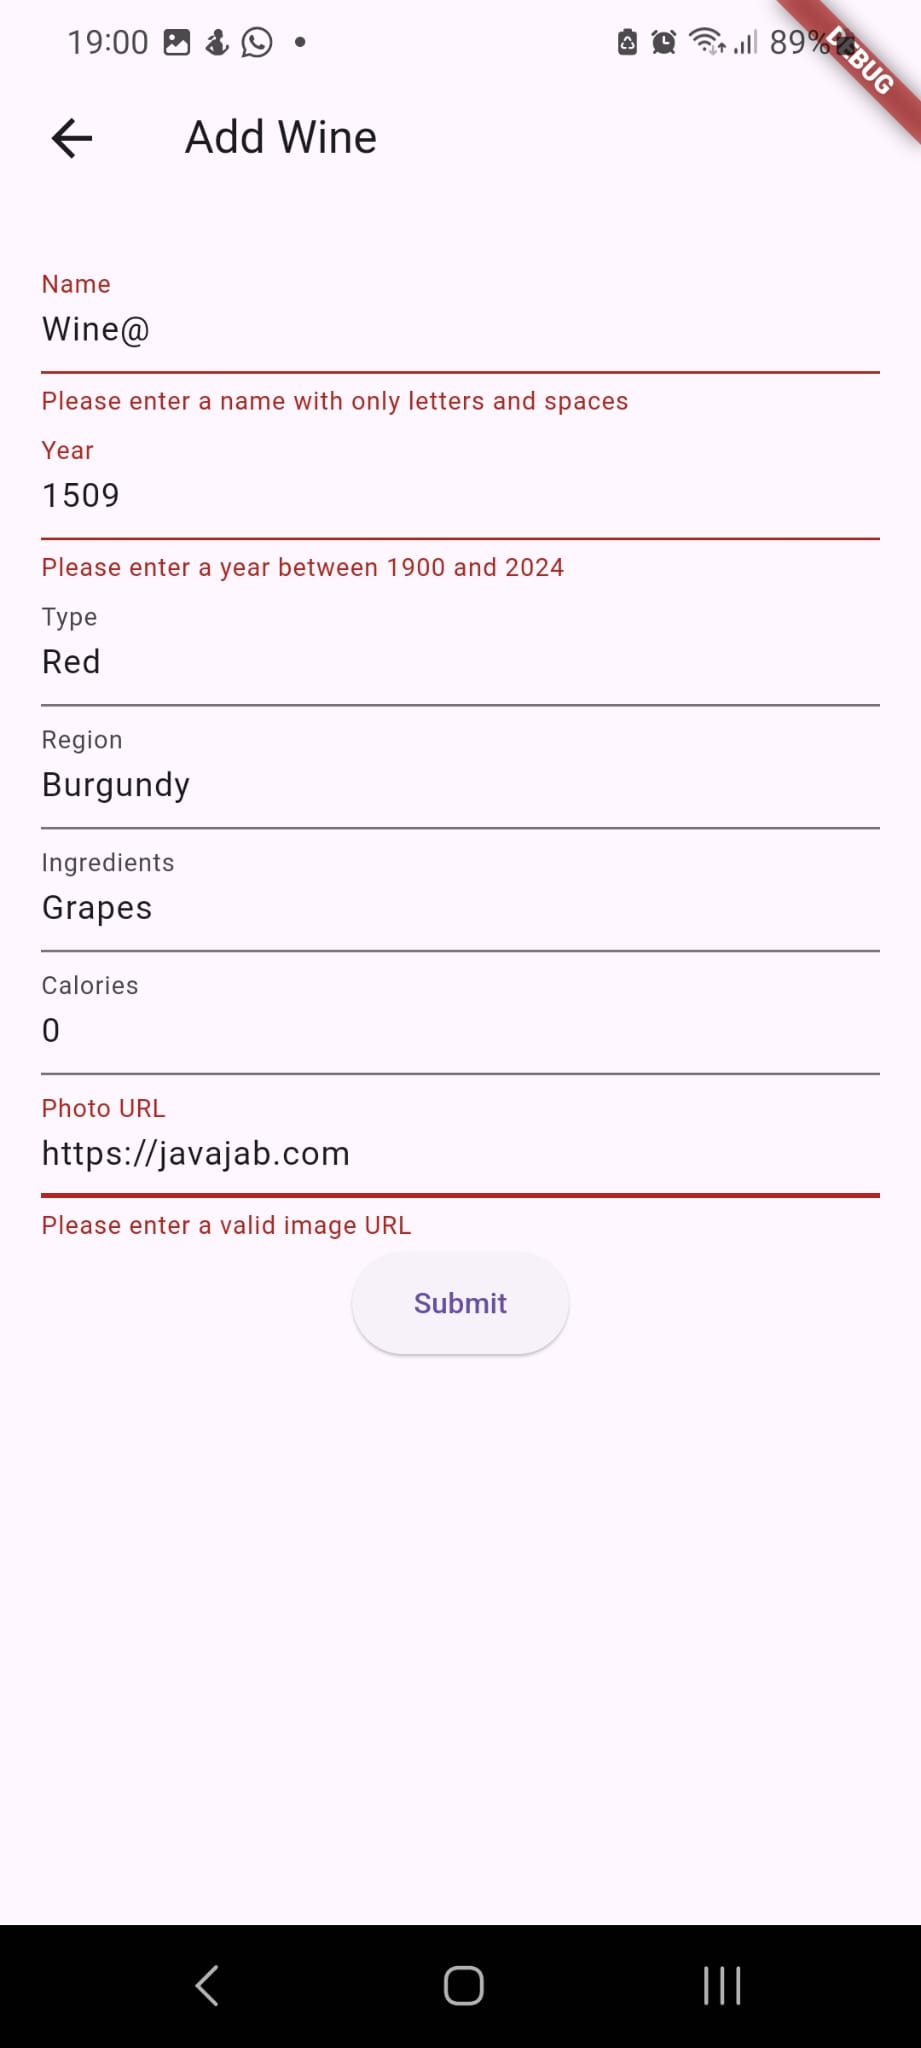 19:00 89%
DEBUG
Add Wine
Name
Wine@
Please enter a name with only letters and spaces
Year
1509
Please enter a year between 1900 and 2024
Type
Red
Region
Burgundy
Ingredients
Grapes
Calories
0
Photo URL
https://javajab.com
Please enter a valid image URL
Submit